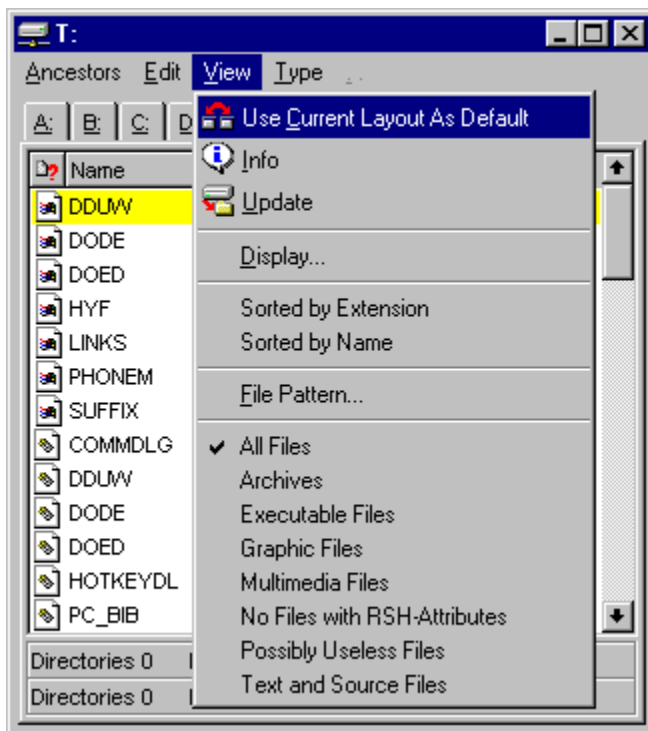 T:
Ancestors Edit View Type ..
A: B: C: D
Use Current Layout As Default
Info
Update
Display...
Sorted by Extension
Sorted by Name
File Pattern...
All Files
Archives
Executable Files
Graphic Files
Multimedia Files
No Files with RSH-Attributes
Possibly Useless Files
Text and Source Files
Name
DDUW
DODE
DOED
HYF
LINKS
PHONEM
SUFFIX
COMMDLG
DDUW
DODE
DOED
HOTKEYDL
PC_BIB
Directories 0
Directories 0